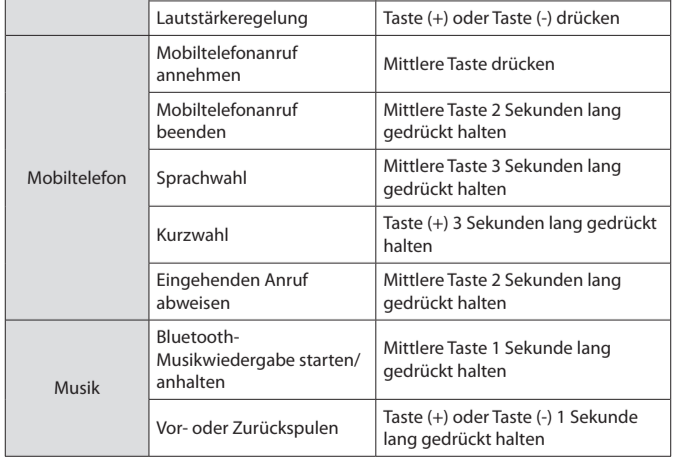 Lautstärkeregelung
Taste (+) oder Taste (-) drücken
Mobiltelefon
Mobiltelefonanruf
annehmen
Mittlere Taste drücken
Mobiltelefonanruf
beenden
Mittlere Taste 2 Sekunden lang
gedrückt halten
Sprachwahl
Mittlere Taste 3 Sekunden lang
gedrückt halten
Kurzwahl
Taste (+) 3 Sekunden lang gedrückt
halten
Eingehenden Anruf
abweisen
Mittlere Taste 2 Sekunden lang
gedrückt halten
Musik
Bluetooth-
Musikwiedergabe starten/
anhalten
Mittlere Taste 1 Sekunde lang
gedrückt halten
Vor- oder Zurückspulen
Taste (+) oder Taste (-) 1 Sekunde
lang gedrückt halten